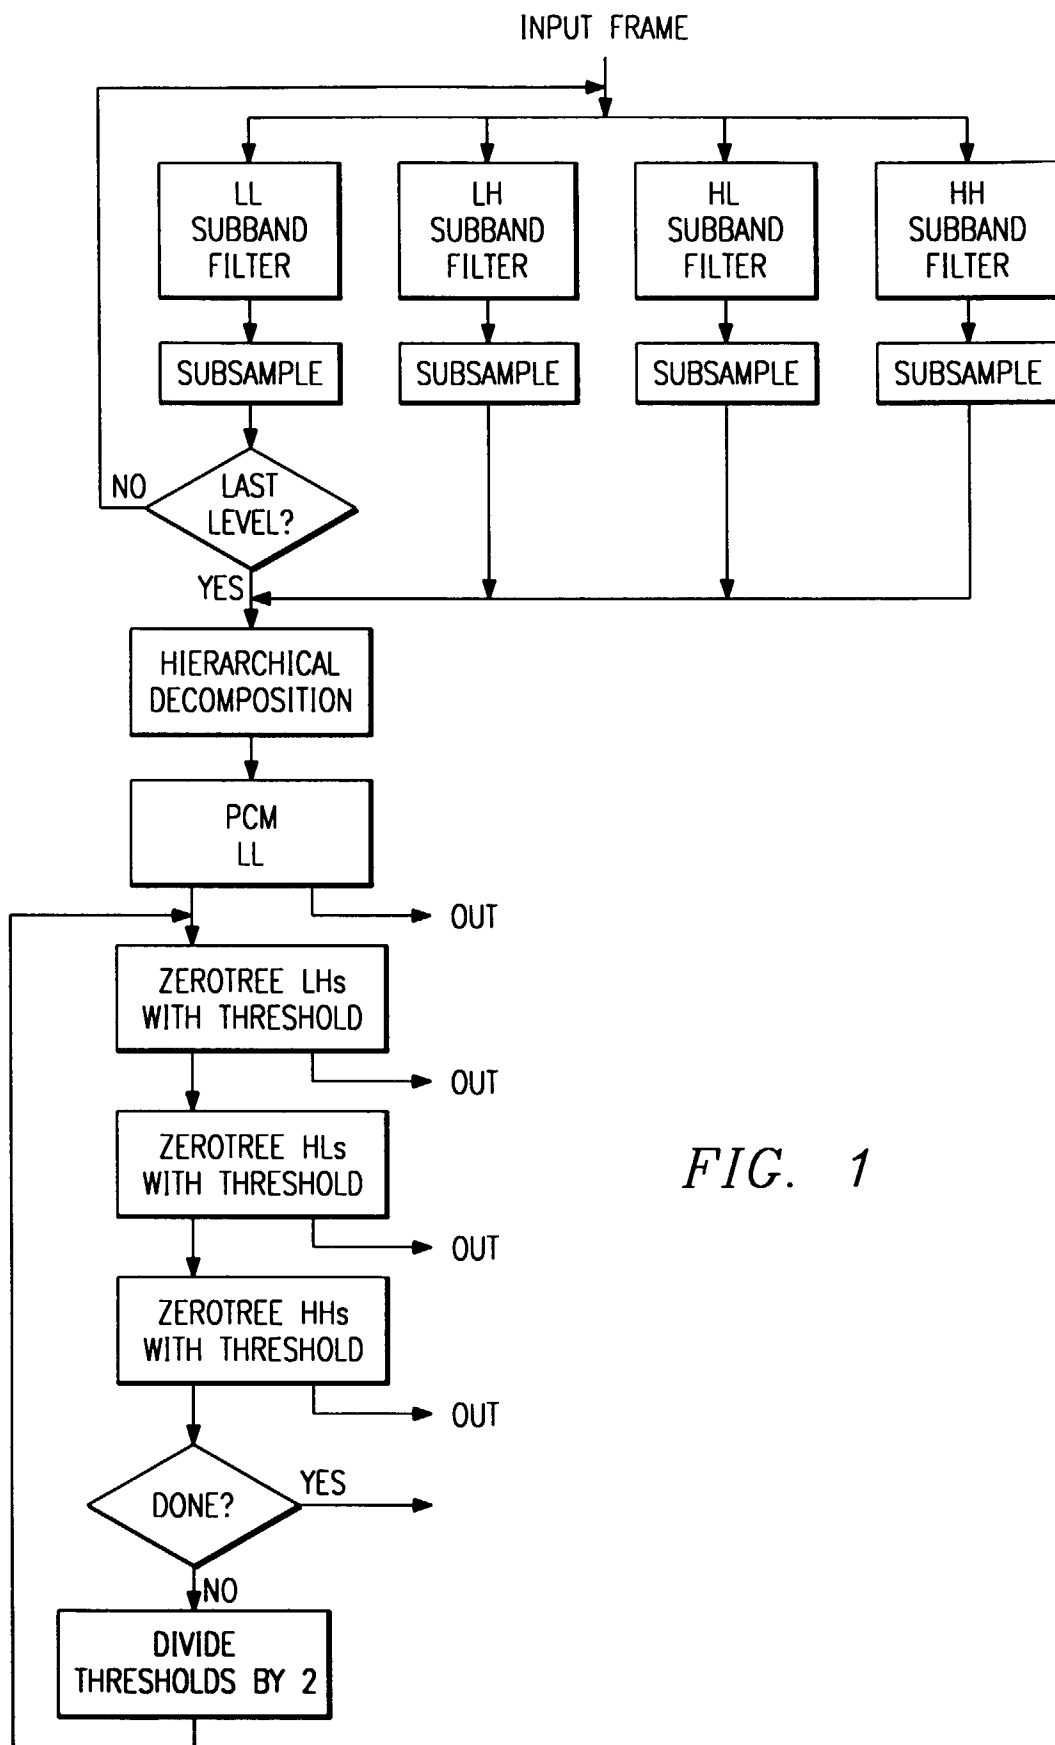 INPUT FRAME
LL
SUBBAND
FILTER
LH
SUBBAND
FILTER
HL
SUBBAND
FILTER
HH
SUBBAND
FILTER
SUBSAMPLE
SUBSAMPLE
SUBSAMPLE
SUBSAMPLE
NO
LAST
LEVEL?
YES
HIERARCHICAL
DECOMPOSITION
PCM
LL
OUT
ZEROTREE LHs
WITH THRESHOLD
OUT
ZEROTREE HLs
WITH THRESHOLD
FIG. 1
OUT
ZEROTREE HHs
WITH THRESHOLD
OUT
YES
DONE?
NO
DIVIDE
THRESHOLDS BY 2